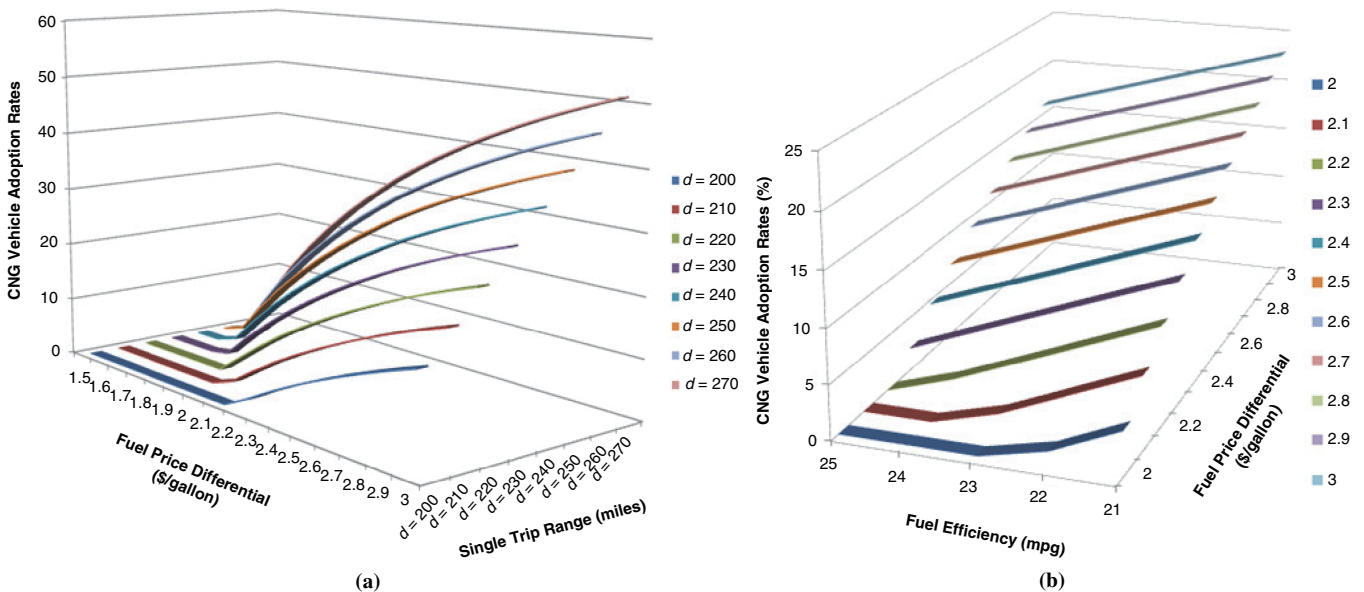 60
50
40
30
20
10
0
CNG Vehicle Adoption Rates
1.5
1.6
1.7
1.8
1.9
2
2.1
2.2
2.3
2.4
2.5
2.6
2.7
2.8
2.9
3
Fuel Price Differential
($/gallon)
d = 200
d = 210
d = 220
d = 230
d = 240
d = 250
d = 260
d = 270
Single Trip Range (miles)
d = 200
d = 210
d = 220
d = 230
d = 240
d = 250
d = 260
d = 270
(a)
25
20
15
10
5
0
CNG Vehicle Adoption Rates (%)
25
24
23
22
21
Fuel Efficiency (mpg)
3
2.8
2.6
2.4
2.2
2
Fuel Price Differential
($/gallon)
2
2.1
2.2
2.3
2.4
2.5
2.6
2.7
2.8
2.9
3
(b)